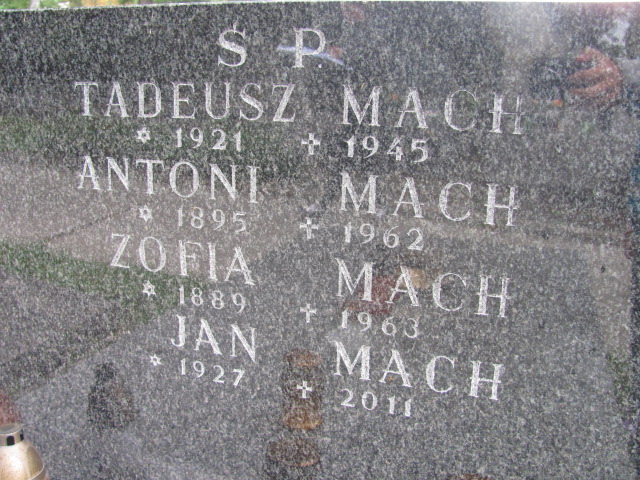 Ś P.
TADEUSZ MACH
✡ 1921 ✝ 1945
ANTONI MACH
✡ 1895 ✝ 1962
ZOFIA MACH
✡ 1889 ✝ 1963
JAN MACH
✡ 1927 ✝ 2011